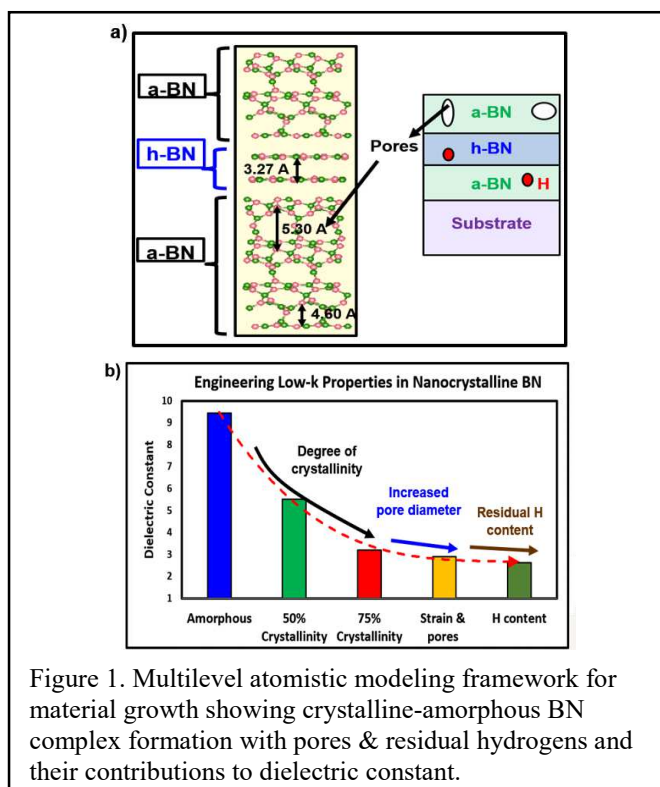 a)
a-BN
h-BN
a-BN
3.27 A
5.30 A
4.60 A
Pores
a-BN
h-BN
a-BN
H
Substrate
b)
Engineering Low-k Properties in Nanocrystalline BN
Dielectric Constant
10
9
8
7
6
5
4
3
2
1
Degree of
crystallinity
Increased
pore diameter
Residual H
content
Amorphous
50%
Crystallinity
75%
Crystallinity
Strain &
pores
H content
Figure 1. Multilevel atomistic modeling framework for
material growth showing crystalline-amorphous BN
complex formation with pores & residual hydrogens and
their contributions to dielectric constant.